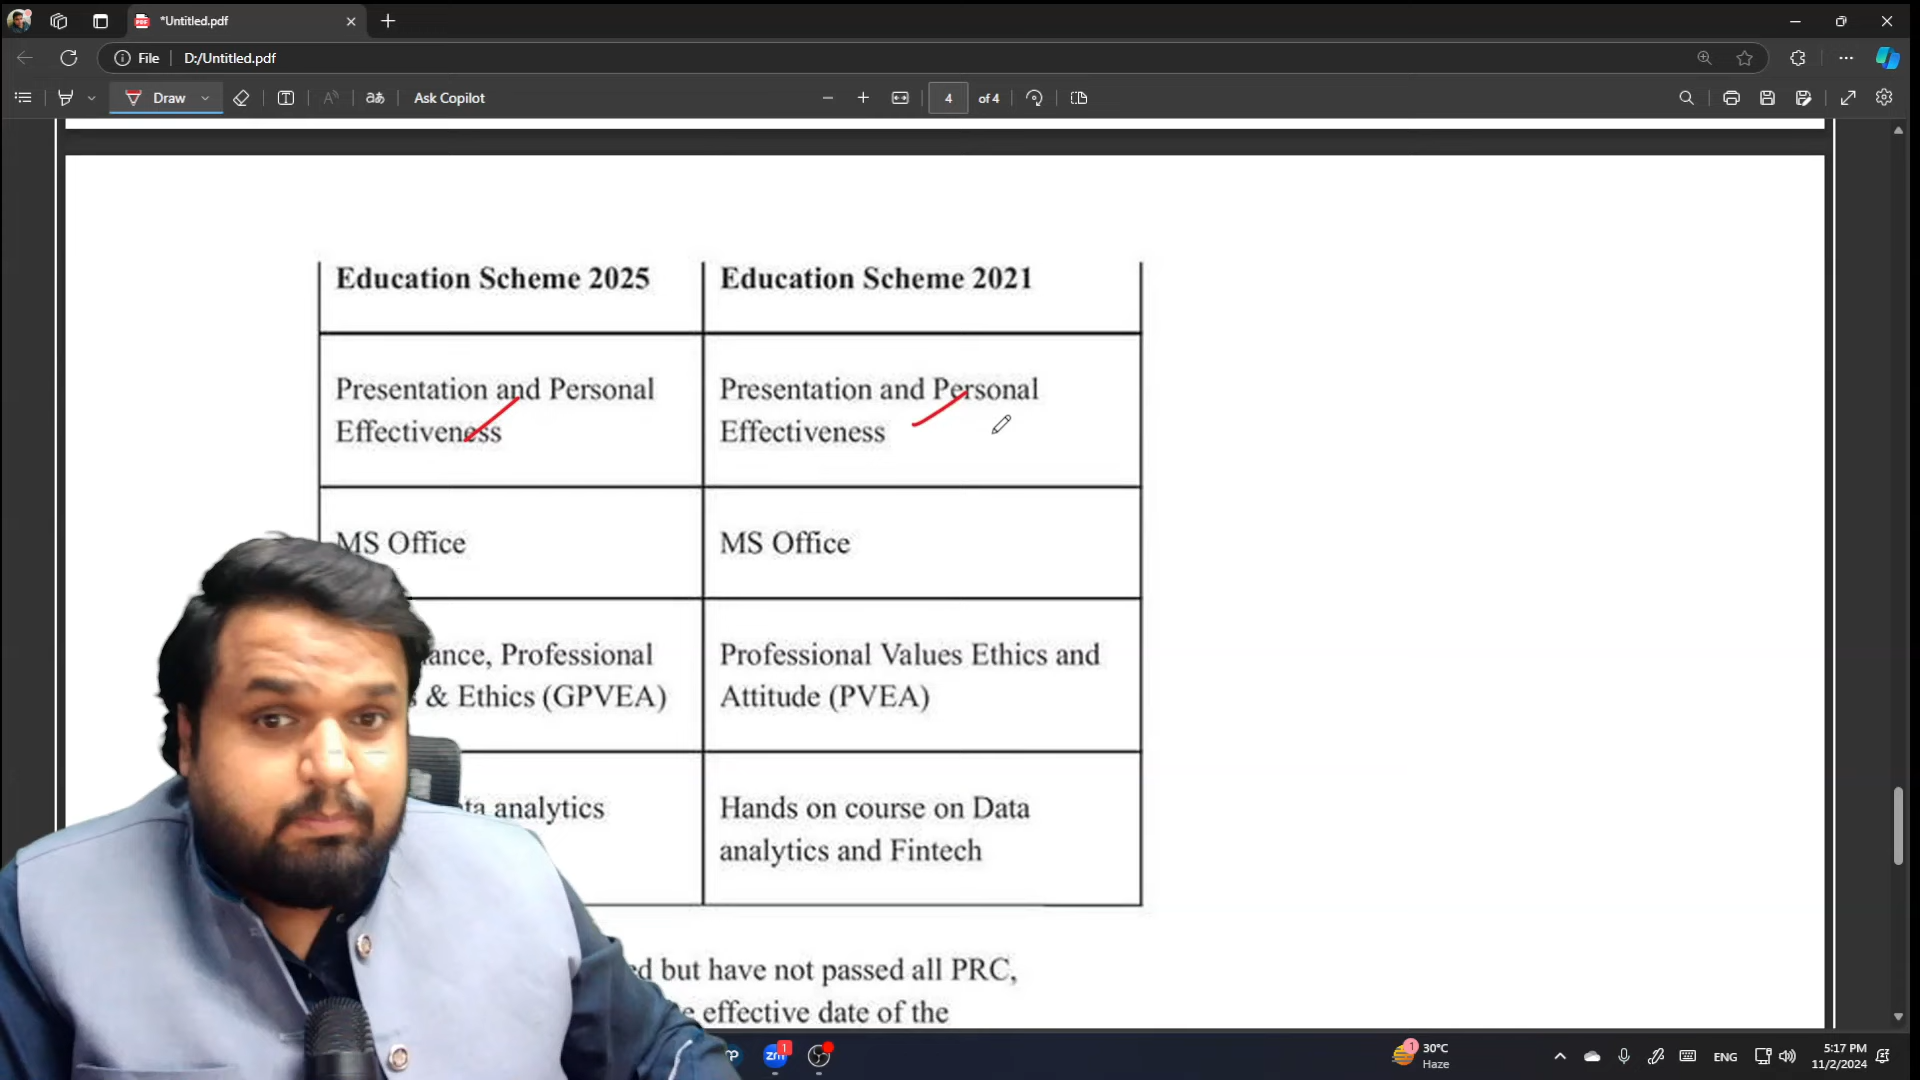 *Untitled.pdf
File
D:/Untitled.pdf
Draw
Ask Copilot
4 of 4
Education Scheme 2025
Education Scheme 2021
Presentation and Personal
Effectiveness
Presentation and Personal
Effectiveness
MS Office
MS Office
Professional
& Ethics (GPVEA)
Professional Values Ethics and
Attitude (PVEA)
analytics
Hands on course on Data
analytics and Fintech
but have not passed all PRC,
effective date of the
zm
1
1
30°C
Haze
ENG
5:17 PM
11/2/2024